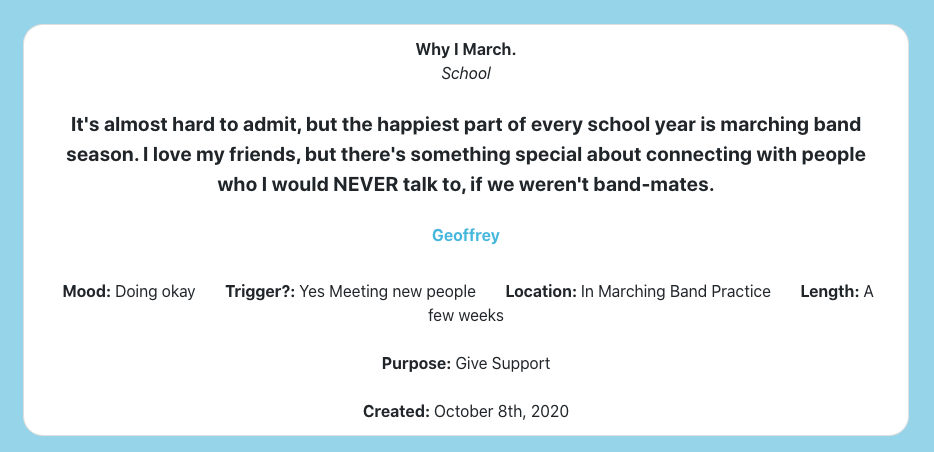 Why I March.
School
It's almost hard to admit, but the happiest part of every school year is marching band
season. I love my friends, but there's something special about connecting with people
who I would NEVER talk to, if we weren't band-mates.
Geoffrey
Mood: Doing okay Trigger?: Yes Meeting new people Location: In Marching Band Practice Length: A
few weeks
Purpose: Give Support
Created: October 8th, 2020